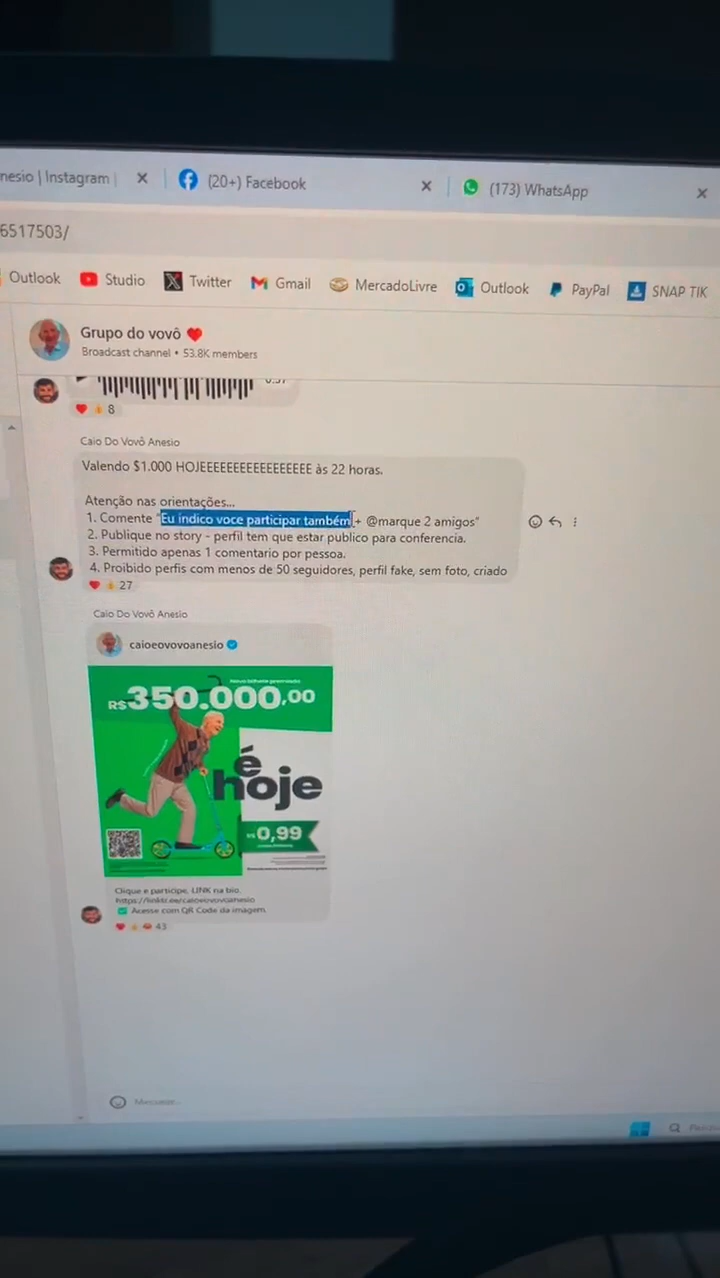 nesio | Instagram
(20+) Facebook
(173) WhatsApp
6517503/
Outlook
Studio
Twitter
Gmail
MercadoLivre
Outlook
PayPal
SNAP TIK
Grupo do vovô ❤️
Broadcast channel • 53.8K members
8
Caio Do Vovô Anesio
Valendo $1.000 HOJEEEEEEEEEEEEEEEEE às 22 horas.
Atenção nas orientações...
1. Comente "Eu indico voce participar também + @marque 2 amigos"
2. Publique no story - perfil tem que estar publico para conferencia.
3. Permitido apenas 1 comentario por pessoa.
4. Proibido perfis com menos de 50 seguidores, perfil fake, sem foto, criado
27
Caio Do Vovô Anesio
caioeovovoanesio
R$350.000,00
é
hoje
R$0,99
Clique e participe, LINK na bio.
https://linktr.ee/caioeovovoanesio
✅ Acesse com QR Code da imagem.
43